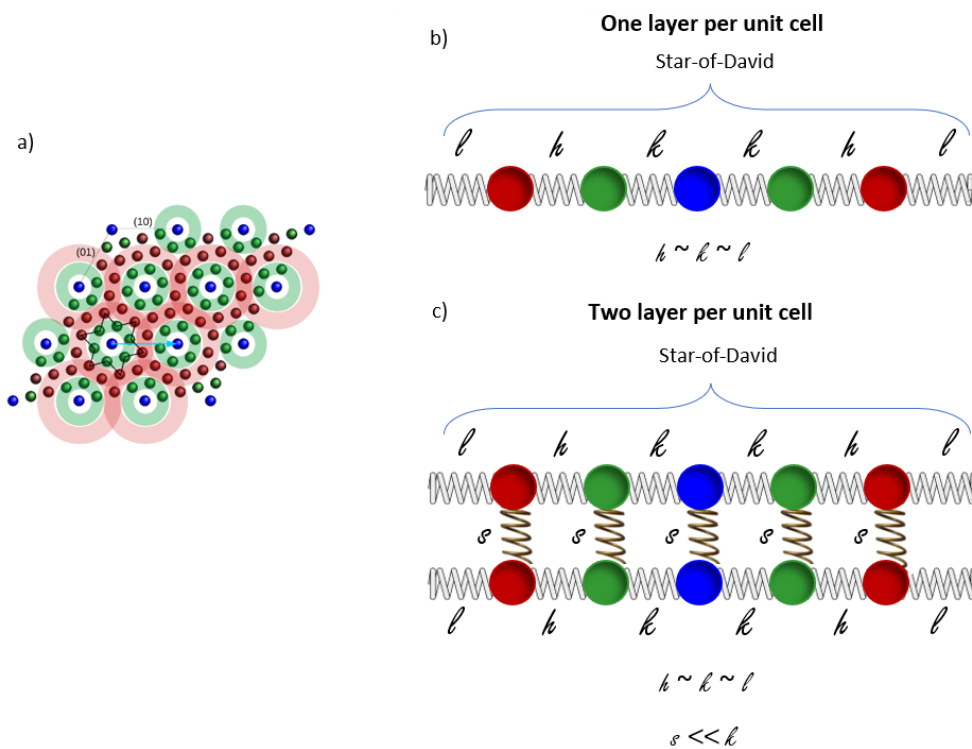 a)
(10)
(01)
b)
One layer per unit cell
Star-of-David
l h k k h l
h ~ k ~ l
c)
Two layer per unit cell
Star-of-David
l h k k h l
s s s s s
l h k k h l
h ~ k ~ l
s << k